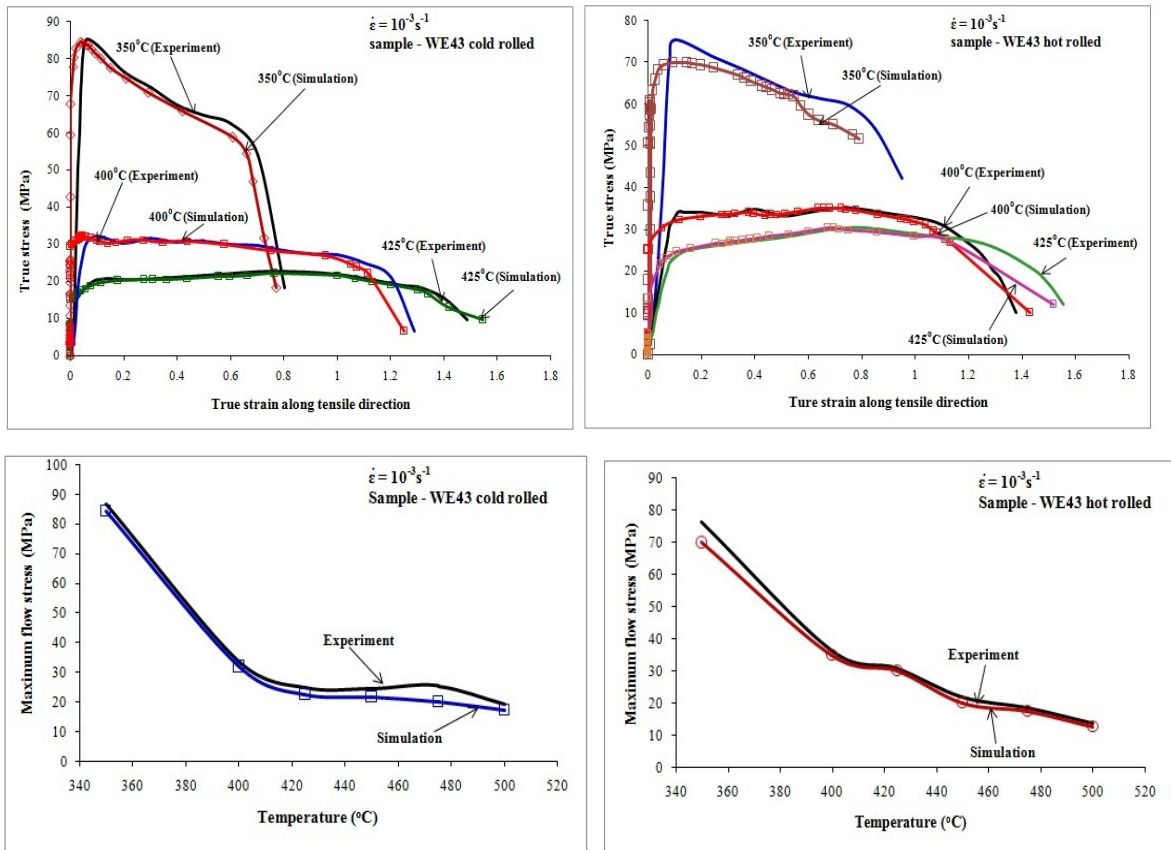 ε̇ = 10⁻³s⁻¹
sample - WE43 cold rolled
350⁰C (Experiment)
350⁰C (Simulation)
400⁰C (Experiment)
400⁰C (Simulation)
425⁰C (Experiment)
425⁰C (Simulation)
True stress (MPa)
90
80
70
60
50
40
30
20
10
0
0 0.2 0.4 0.6 0.8 1 1.2 1.4 1.6 1.8
True strain along tensile direction
ε̇ = 10⁻³s⁻¹
sample - WE43 hot rolled
350⁰C (Experiment)
350⁰C (Simulation)
400⁰C (Experiment)
400⁰C (Simulation)
425⁰C (Experiment)
425⁰C (Simulation)
True stress (MPa)
80
70
60
50
40
30
20
10
0
0 0.2 0.4 0.6 0.8 1 1.2 1.4 1.6 1.8
Ture strain along tensile direction
ε̇ = 10⁻³s⁻¹
Sample - WE43 cold rolled
Experiment
Simulation
Maximum flow stress (MPa)
100
90
80
70
60
50
40
30
20
10
0
340 360 380 400 420 440 460 480 500 520
Temperature (ºC)
ε̇ = 10⁻³s⁻¹
Sample - WE43 hot rolled
Experiment
Simulation
Maximum flow stress (MPa)
90
80
70
60
50
40
30
20
10
0
340 360 380 400 420 440 460 480 500 520
Temperature (ºC)